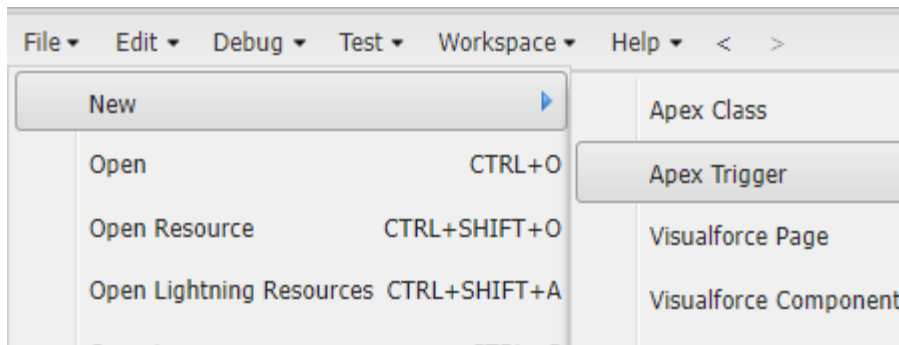 File Edit Debug Test Workspace Help < >
New
Open CTRL+O
Open Resource CTRL+SHIFT+O
Open Lightning Resources CTRL+SHIFT+A
Apex Class
Apex Trigger
Visualforce Page
Visualforce Component